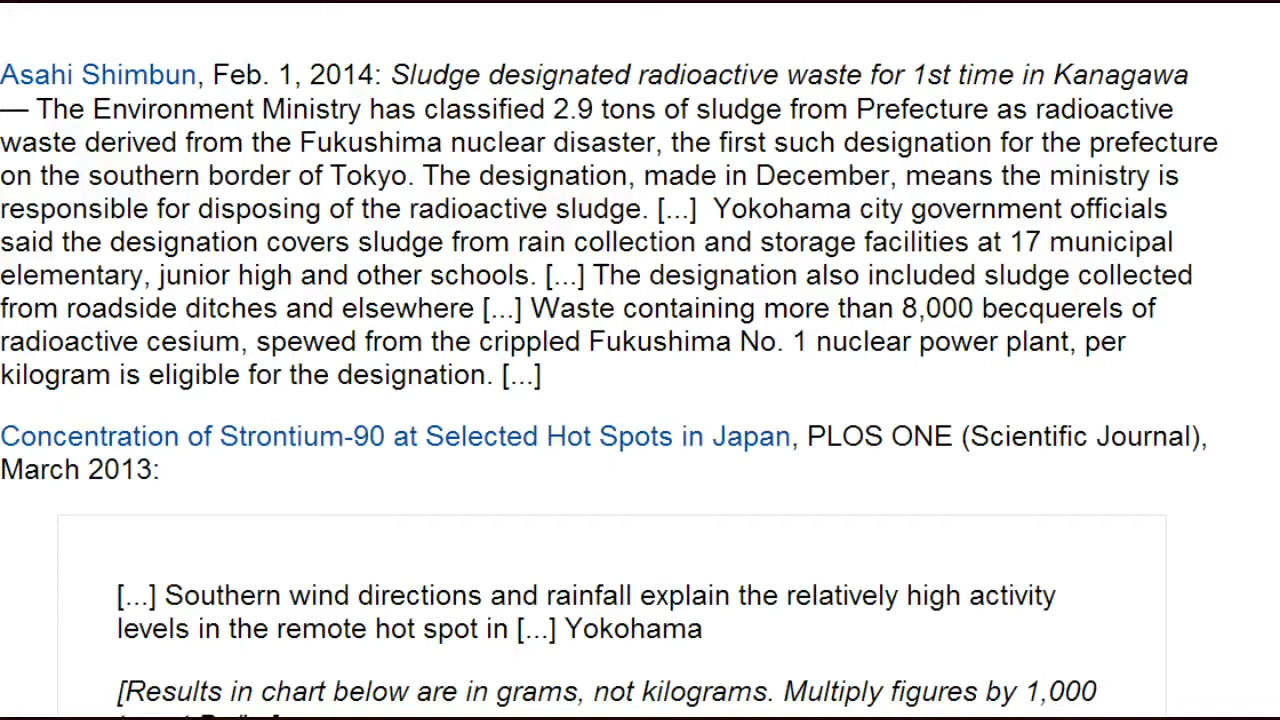 Asahi Shimbun, Feb. 1, 2014: Sludge designated radioactive waste for 1st time in Kanagawa
— The Environment Ministry has classified 2.9 tons of sludge from Prefecture as radioactive
waste derived from the Fukushima nuclear disaster, the first such designation for the prefecture
on the southern border of Tokyo. The designation, made in December, means the ministry is
responsible for disposing of the radioactive sludge. [...]  Yokohama city government officials
said the designation covers sludge from rain collection and storage facilities at 17 municipal
elementary, junior high and other schools. [...] The designation also included sludge collected
from roadside ditches and elsewhere [...] Waste containing more than 8,000 becquerels of
radioactive cesium, spewed from the crippled Fukushima No. 1 nuclear power plant, per
kilogram is eligible for the designation. [...]
Concentration of Strontium-90 at Selected Hot Spots in Japan, PLOS ONE (Scientific Journal),
March 2013:
[...] Southern wind directions and rainfall explain the relatively high activity
levels in the remote hot spot in [...] Yokohama
[Results in chart below are in grams, not kilograms. Multiply figures by 1,000